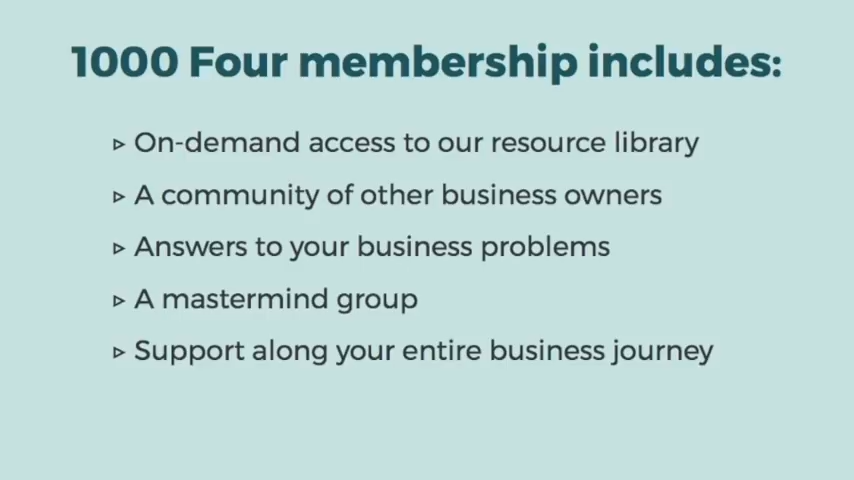 1000 Four membership includes:
▹ On-demand access to our resource library
▹ A community of other business owners
▹ Answers to your business problems
▹ A mastermind group
▹ Support along your entire business journey